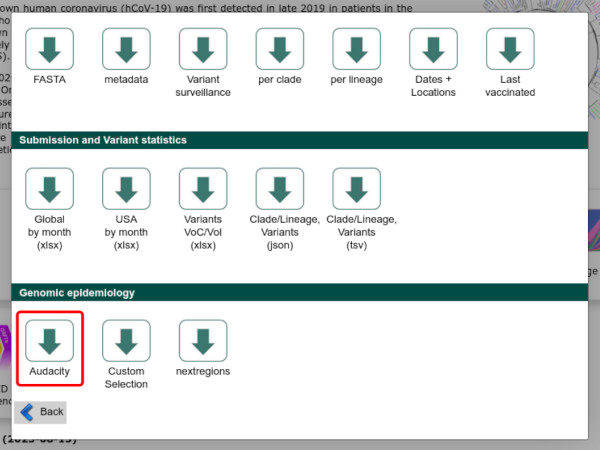 own human coronavirus (hCoV-19) was first detected in late 2019 in patients in the
FASTA
metadata
Variant
surveillance
per clade
per lineage
Dates +
Locations
Last
vaccinated
Submission and Variant statistics
Global
by month
(xlsx)
USA
by month
(xlsx)
Variants
VoC/VoI
(xlsx)
Clade/Lineage,
Variants
(json)
Clade/Lineage,
Variants
(tsv)
Genomic epidemiology
Audacity
Custom
Selection
nextregions
Back